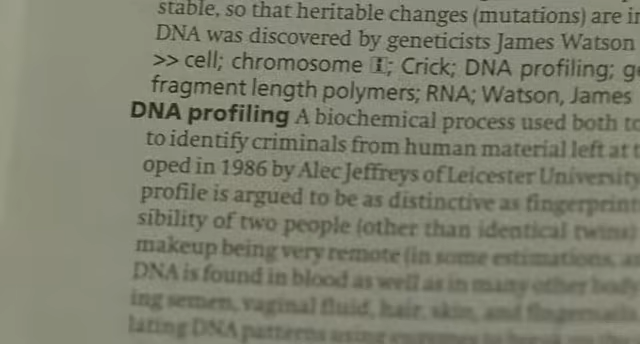 stable, so that heritable changes (mutations) are
DNA was discovered by geneticists James Watson
>> cell; chromosome i; Crick; DNA profiling;
fragment length polymers; RNA; Watson, James
DNA profiling A biochemical process used both
to identify criminals from human material left at
oped in 1986 by Alec Jeffreys of Leicester University
profile is argued to be as distinctive as fingerprint
sibility of two people (other than identical twins)
makeup being very remote (in some estimations,
DNA is found in blood as well as in many other body
ing semen, vaginal fluid, hair, skin, and fingernails
lating DNA patterns using enzymes to